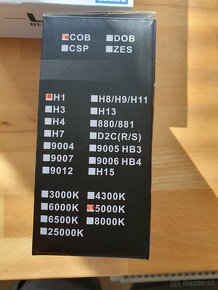 COB DOB
CSP ZES
H1 H8/H9/H11
H3 H13
H4 880/881
H7 D2C(R/S)
9004 9005 HB3
9007 9006 HB4
9012 H15
3000K 4300K
6000K 5000K
6500K 8000K
25000K
bazar.sk